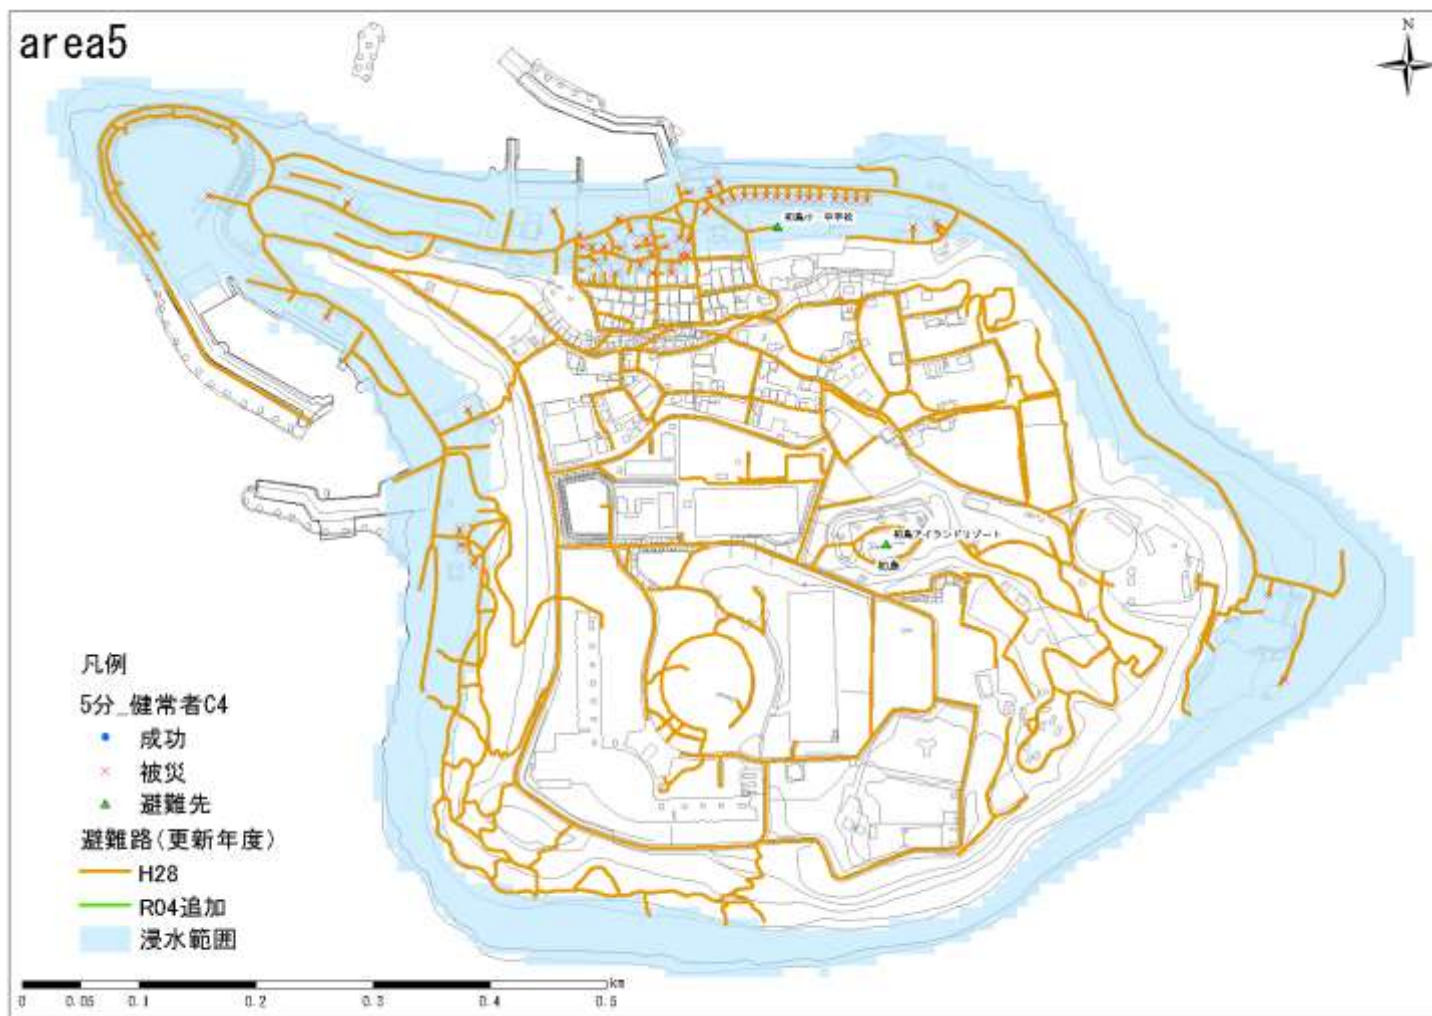 area5
N
初島小 中学校
初島アイランドリゾート
初島
凡例
5分_健常者C4
成功
被災
避難先
避難路(更新年度)
H28
R04追加
浸水範囲
km
0 0.05 0.1 0.2 0.3 0.4 0.5